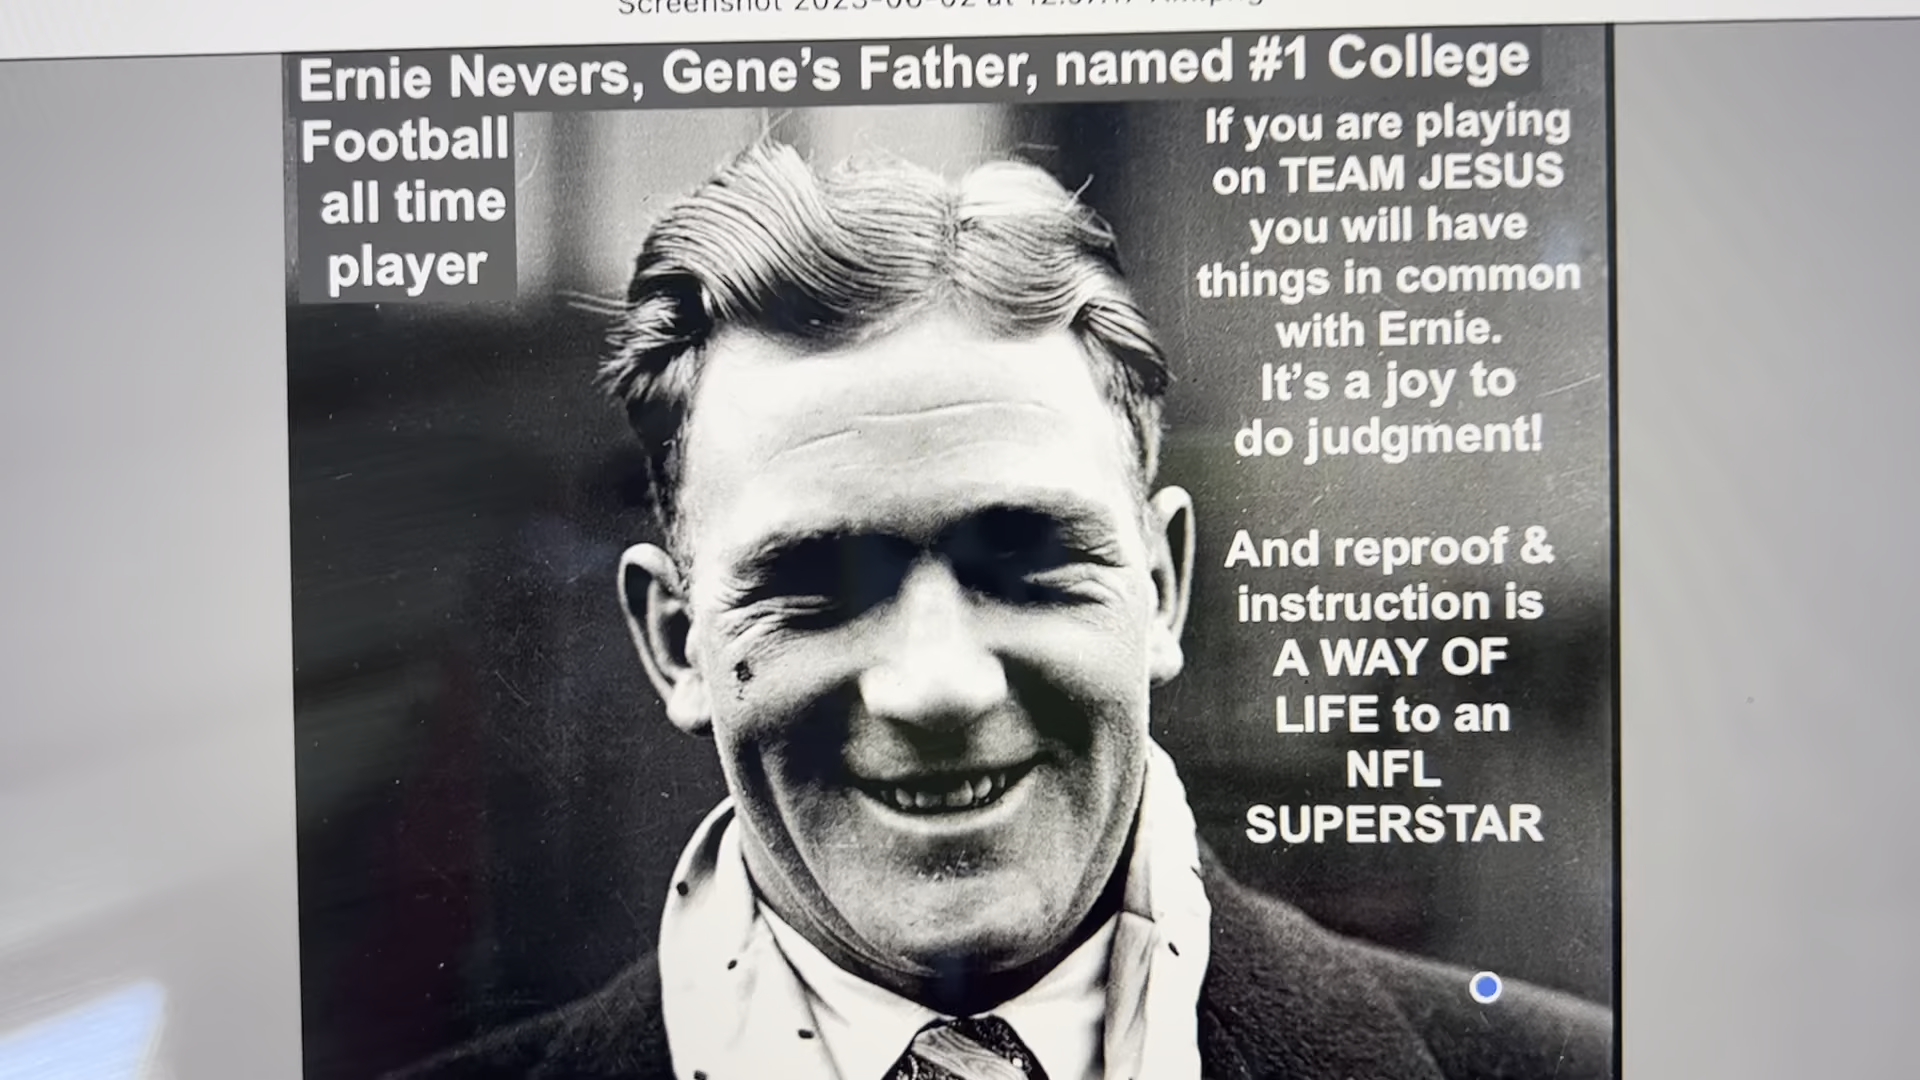 Ernie Nevers, Gene's Father, named #1 College
Football
all time
player
If you are playing
on TEAM JESUS
you will have
things in common
with Ernie.
It's a joy to
do judgment!
And reproof &
instruction is
A WAY OF
LIFE to an
NFL
SUPERSTAR